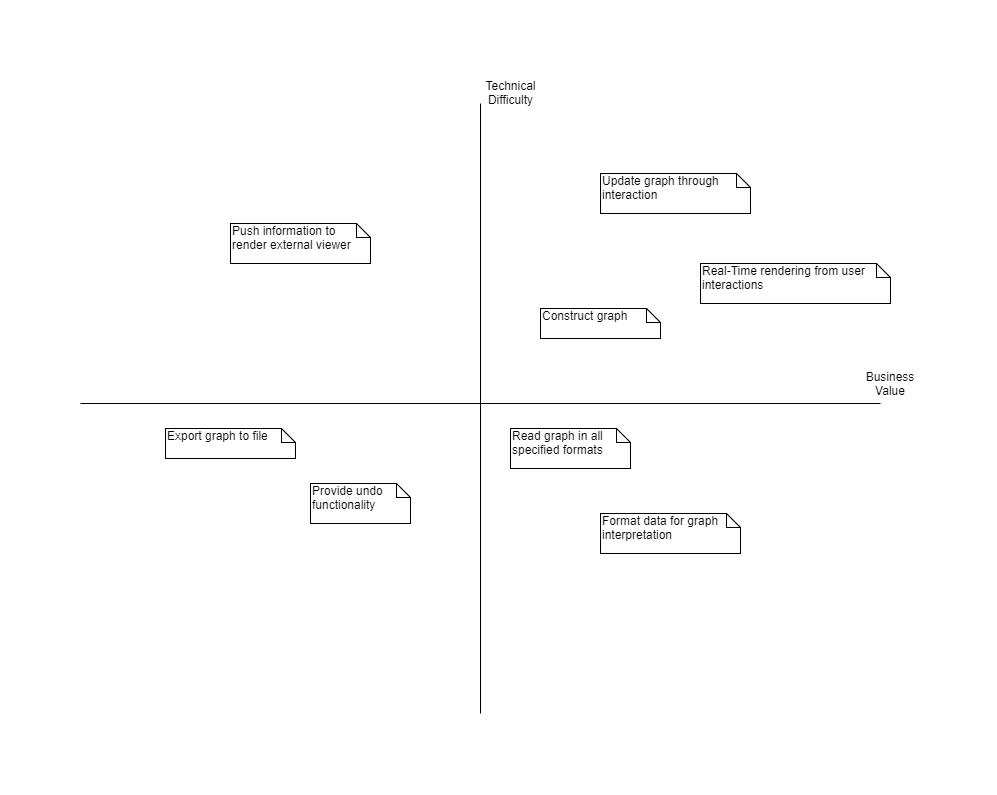 Technical
Difficulty
Update graph through
interaction
Push information to
render external viewer
Real-Time rendering from user
interactions
Construct graph
Business
Value
Export graph to file
Read graph in all
specified formats
Provide undo
functionality
Format data for graph
interpretation